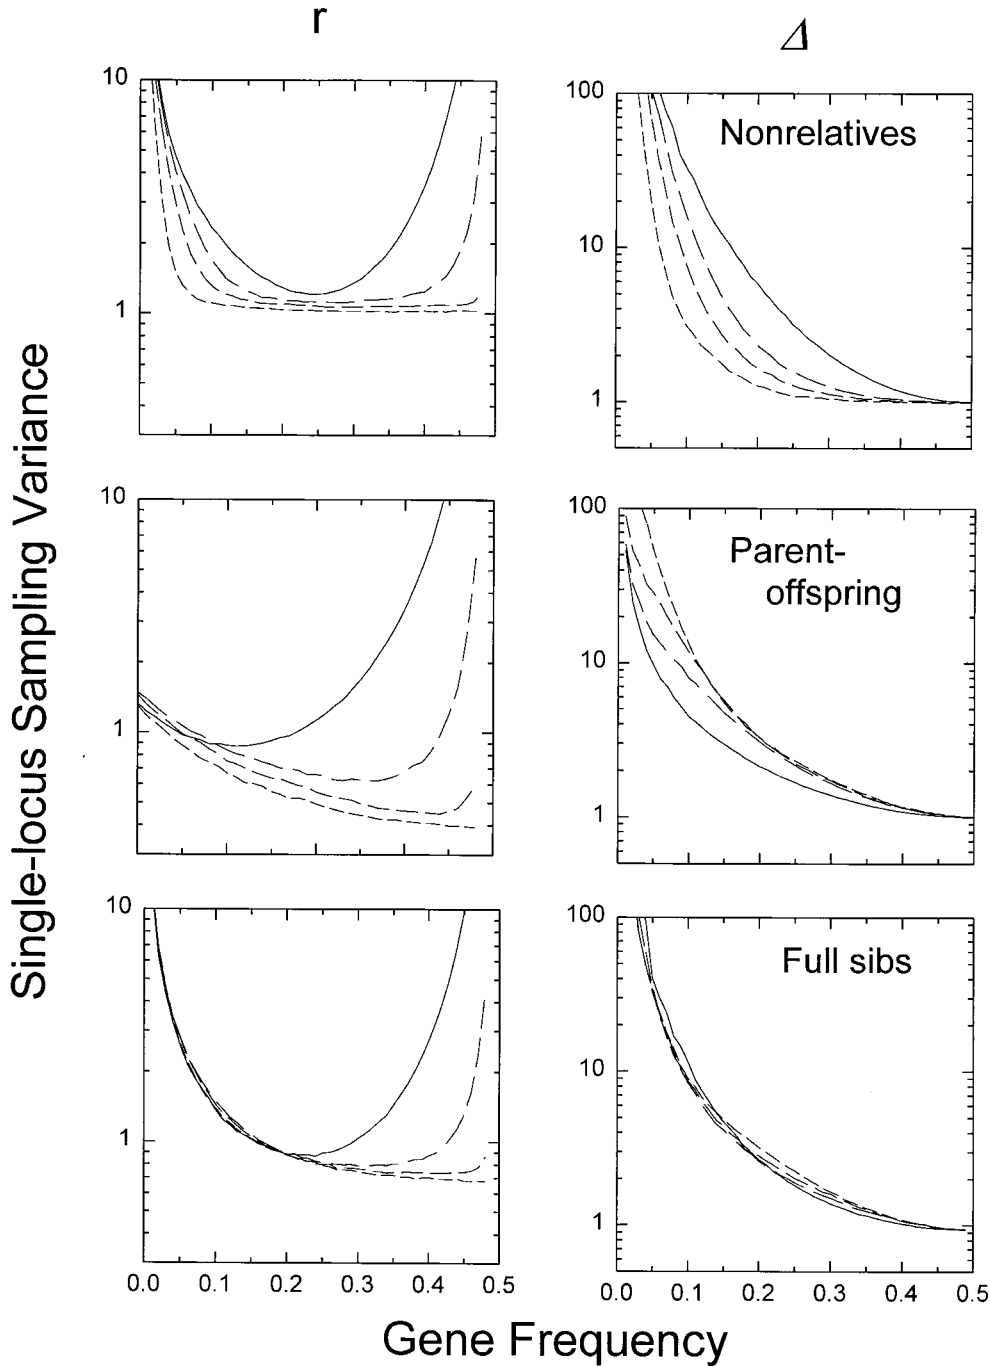 r
Δ
Single-locus Sampling Variance
10
1
100
10
1
Nonrelatives
10
1
100
10
1
Parent-
offspring
10
1
100
10
1
Full sibs
0.0 0.1 0.2 0.3 0.4 0.5
0.0 0.1 0.2 0.3 0.4 0.5
Gene Frequency